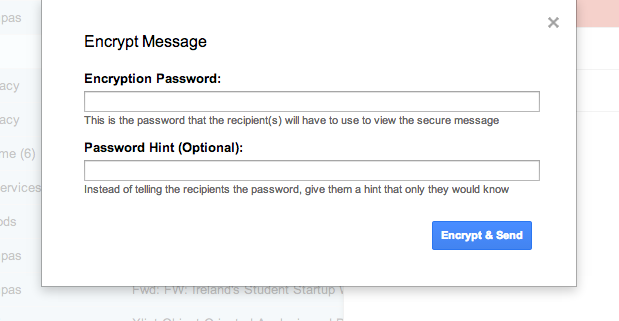 pas
×
Encrypt Message
Encryption Password:
This is the password that the recipient(s) will have to use to view the secure message
acy
acy
Password Hint (Optional):
me (6)
Instead of telling the recipients the password, give them a hint that only they would know
ervices
ods
Encrypt & Send
pas
pas
Fwd: FW: Ireland's Student Startup